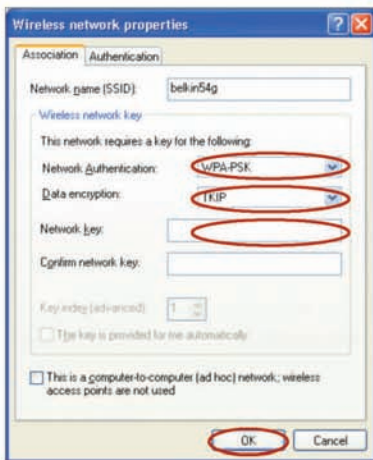 Wireless network properties
Association Authentication
Network name (SSID): belkin54g
Wireless network key
This network requires a key for the following:
Network Authentication: WPA-PSK
Data encryption: TKIP
Network key:
Confirm network key:
Key index (advanced): 1
The key is provided for me automatically
This is a computer-to-computer (ad hoc) network; wireless
access points are not used
OK Cancel